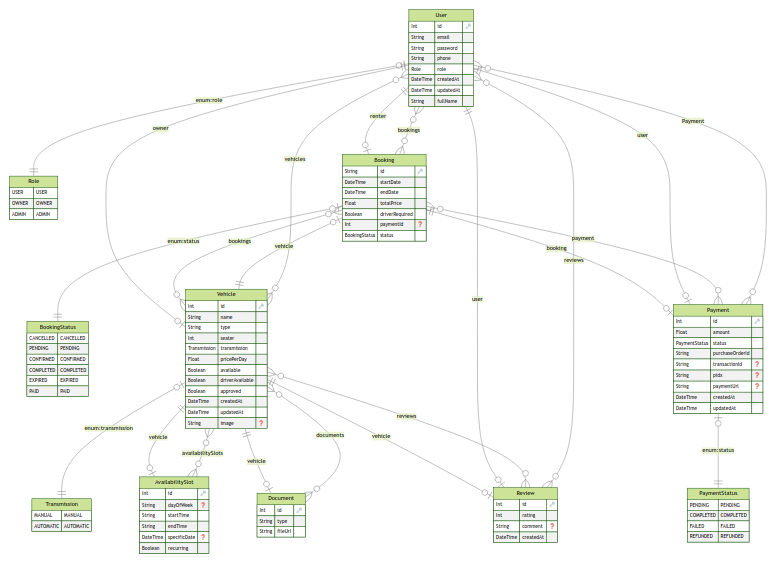 User
Int id
String email
String password
String phone
Role role
DateTime createdAt
DateTime updatedAt
String fullName
enum:role
owner
renter
bookings
vehicles
user
Payment
Role
USER USER
OWNER OWNER
ADMIN ADMIN
Booking
String id
DateTime startDate
DateTime endDate
Float totalPrice
Boolean driverRequired
Int paymentId ?
BookingStatus status
enum:status
bookings
vehicle
payment
booking
reviews
user
Vehicle
Int id
String name
String type
Int seater
Transmission transmission
Float pricePerDay
Boolean available
Boolean driverAvailable
Boolean approved
DateTime createdAt
DateTime updatedAt
String image ?
BookingStatus
CANCELLED CANCELLED
PENDING PENDING
CONFIRMED CONFIRMED
COMPLETED COMPLETED
EXPIRED EXPIRED
PAID PAID
Payment
Int id
Float amount
PaymentStatus status
String purchaseOrderId
String transactionId ?
String pidx ?
String paymentUrl ?
DateTime createdAt
DateTime updatedAt
enum:transmission
vehicle
availabilitySlots
vehicle
documents
vehicle
reviews
enum:status
Transmission
MANUAL MANUAL
AUTOMATIC AUTOMATIC
AvailabilitySlot
Int id
String dayOfWeek ?
String startTime
String endTime
DateTime specificDate ?
Boolean recurring
Document
Int id
String type
String fileUrl
Review
Int id
Int rating
String comment ?
DateTime createdAt
PaymentStatus
PENDING PENDING
COMPLETED COMPLETED
FAILED FAILED
REFUNDED REFUNDED